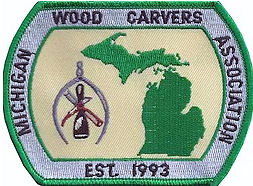 MICHIGAN WOOD CARVERS ASSOCIATION
EST. 1993